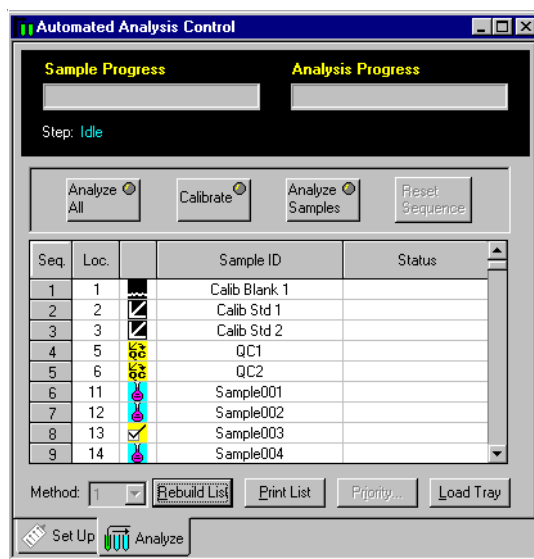 Automated Analysis Control
Sample Progress Analysis Progress
Step: Idle
Analyze All Calibrate Analyze Samples Reset Sequence
Seq. Loc. Sample ID Status
1 1 Calib Blank 1
2 2 Calib Std 1
3 3 Calib Std 2
4 5 QC QC1
5 6 QC QC2
6 11 Sample001
7 12 Sample002
8 13 Sample003
9 14 Sample004
Method: 1 Rebuild List Print List Priority... Load Tray
Set Up Analyze